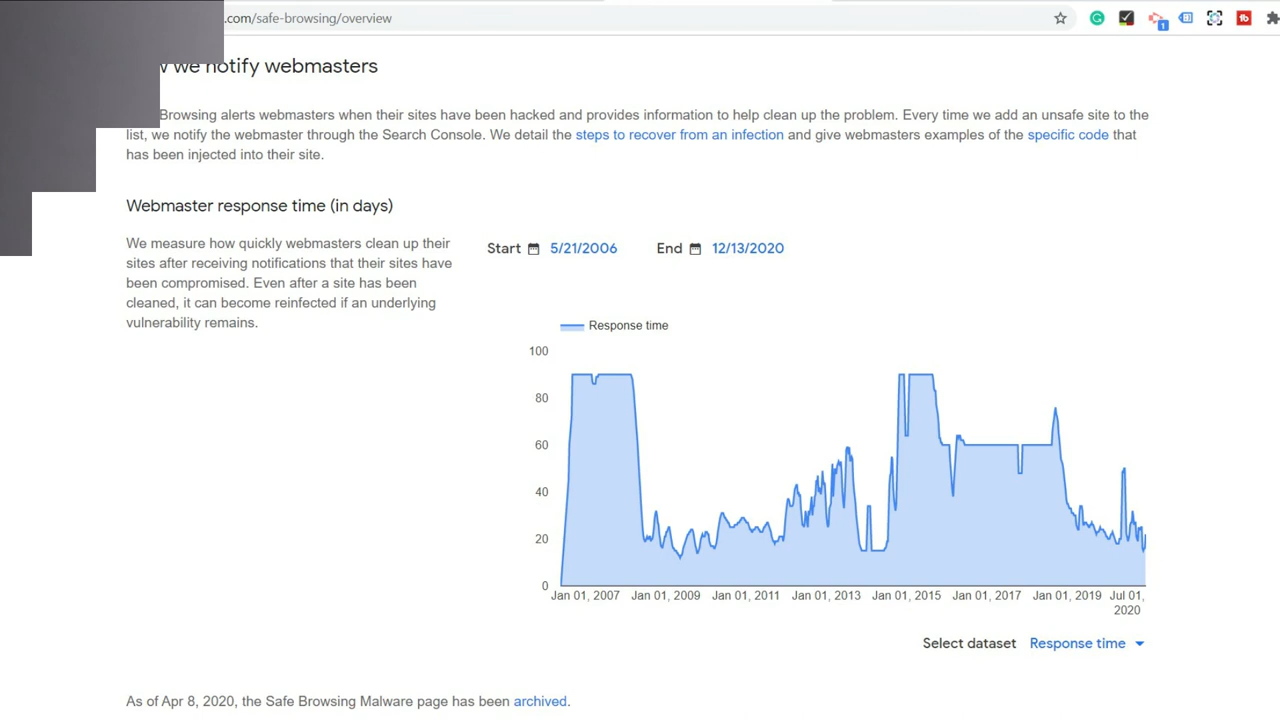 .com/safe-browsing/overview
1
we notify webmasters
Browsing alerts webmasters when their sites have been hacked and provides information to help clean up the problem. Every time we add an unsafe site to the
list, we notify the webmaster through the Search Console. We detail the steps to recover from an infection and give webmasters examples of the specific code that
has been injected into their site.
Webmaster response time (in days)
We measure how quickly webmasters clean up their
sites after receiving notifications that their sites have
been compromised. Even after a site has been
cleaned, it can become reinfected if an underlying
vulnerability remains.
Start 5/21/2006 End 12/13/2020
Response time
100
80
60
40
20
0
Jan 01, 2007 Jan 01, 2009 Jan 01, 2011 Jan 01, 2013 Jan 01, 2015 Jan 01, 2017 Jan 01, 2019 Jul 01,
2020
Select dataset Response time
As of Apr 8, 2020, the Safe Browsing Malware page has been archived.